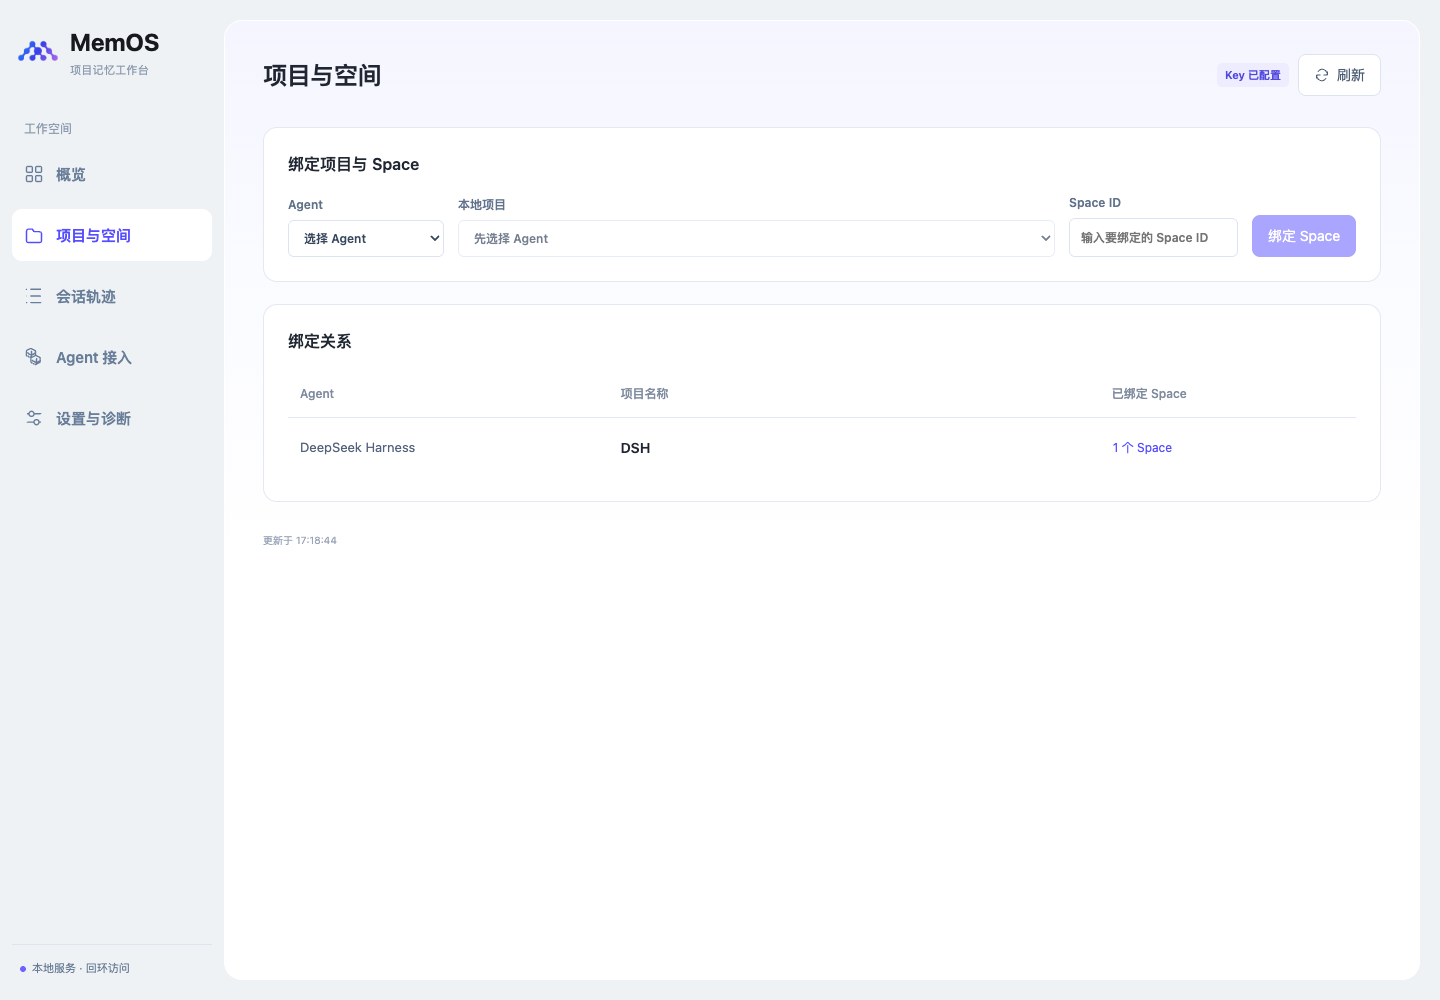 MemOS
项目记忆工作台
工作空间
概览
项目与空间
会话轨迹
Agent 接入
设置与诊断
本地服务 · 回环访问
项目与空间
Key 已配置
刷新
绑定项目与 Space
Agent
本地项目
Space ID
选择 Agent
先选择 Agent
输入要绑定的 Space ID
绑定 Space
绑定关系
Agent 项目名称 已绑定 Space
DeepSeek Harness DSH 1 个 Space
更新于 17:18:44